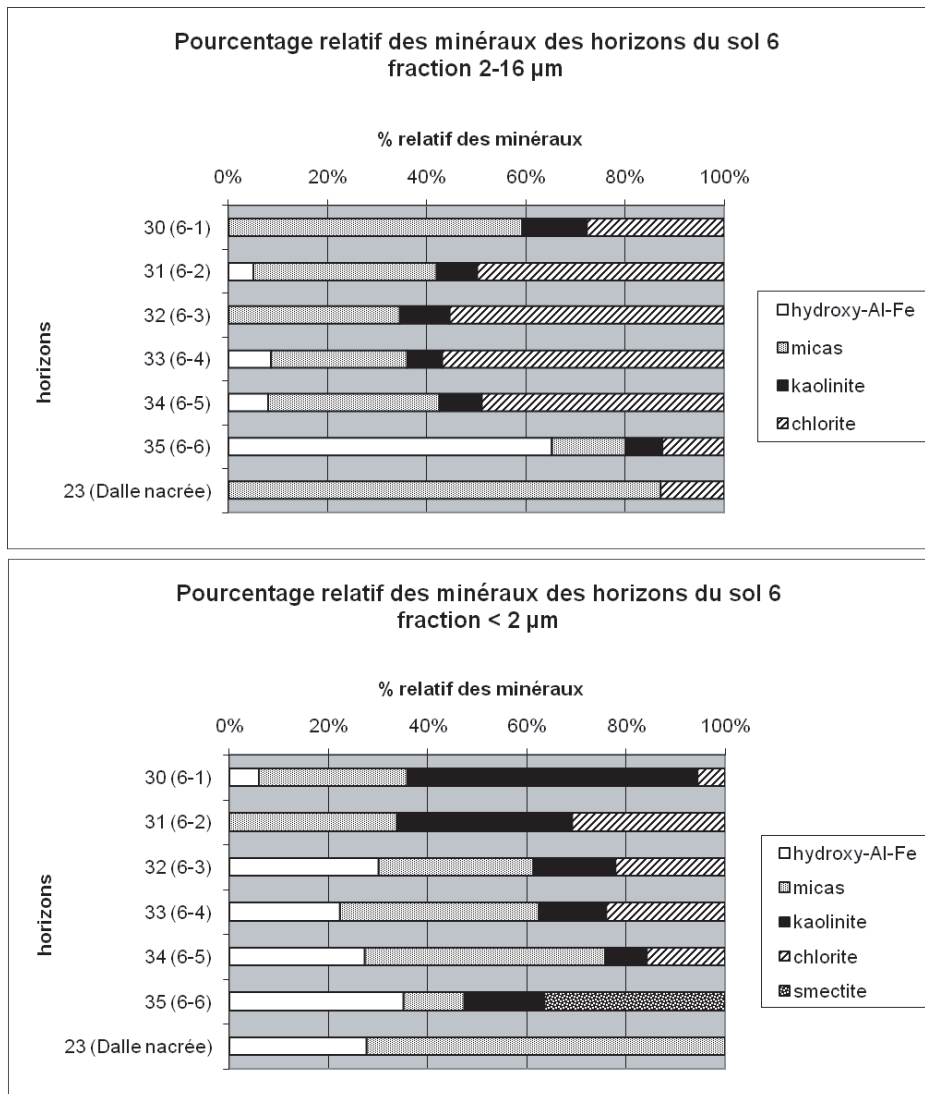 Pourcentage relatif des minéraux des horizons du sol 6
fraction 2-16 µm
% relatif des minéraux
0% 20% 40% 60% 80% 100%
horizons
30 (6-1)
31 (6-2)
32 (6-3)
33 (6-4)
34 (6-5)
35 (6-6)
23 (Dalle nacrée)
hydroxy-Al-Fe
micas
kaolinite
chlorite
Pourcentage relatif des minéraux des horizons du sol 6
fraction < 2 µm
% relatif des minéraux
0% 20% 40% 60% 80% 100%
horizons
30 (6-1)
31 (6-2)
32 (6-3)
33 (6-4)
34 (6-5)
35 (6-6)
23 (Dalle nacrée)
hydroxy-Al-Fe
micas
kaolinite
chlorite
smectite